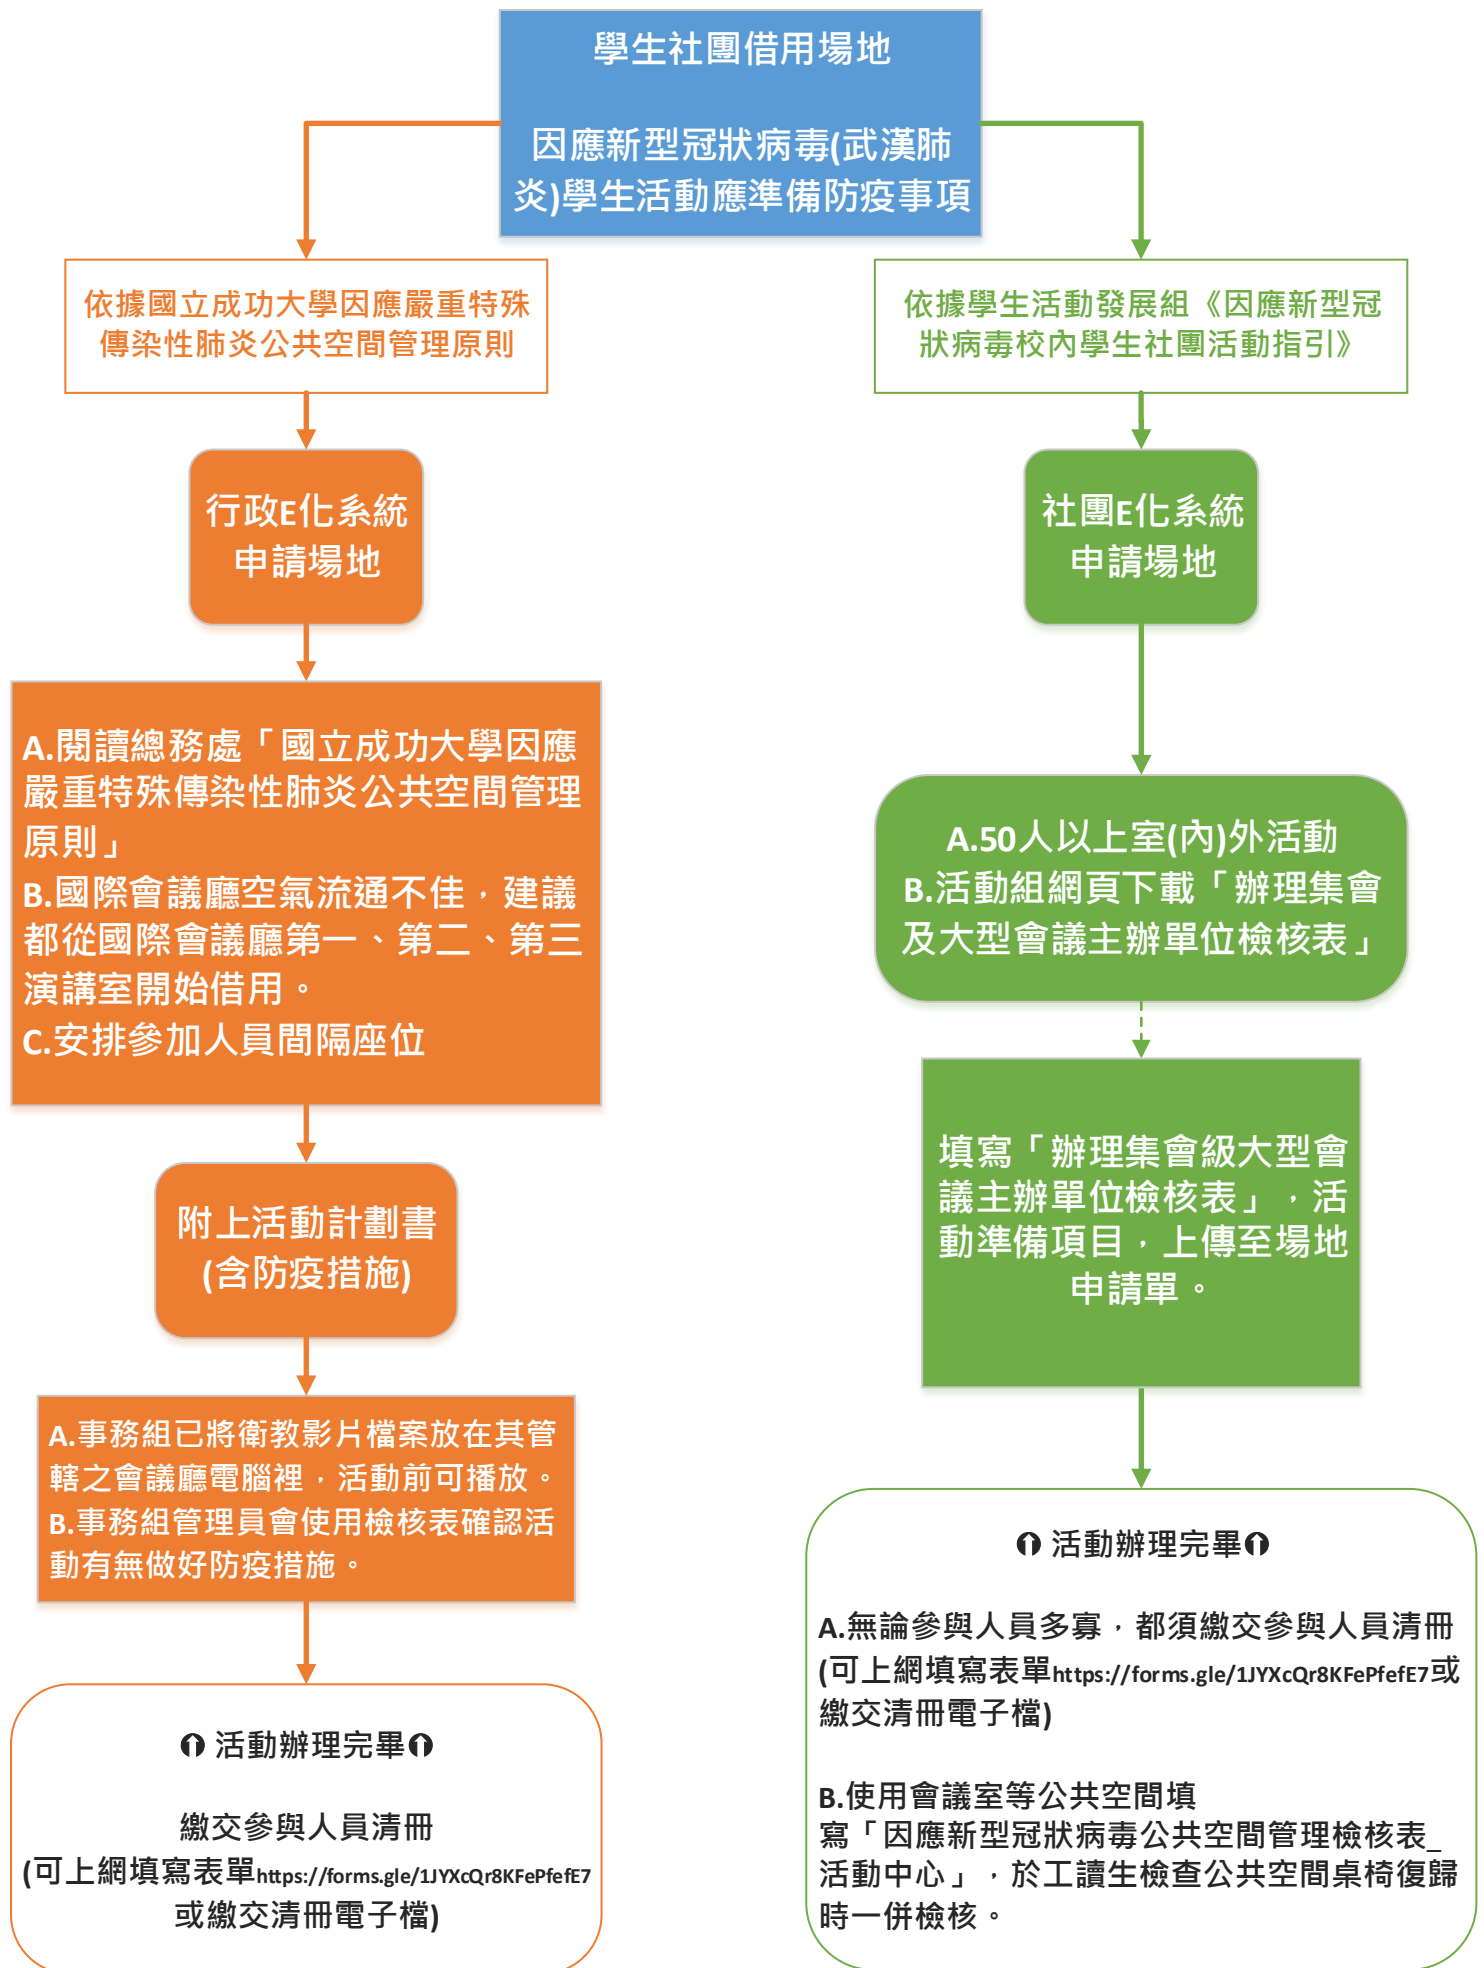 學生社團借用場地
因應新型冠狀病毒(武漢肺
炎)學生活動應準備防疫事項
依據國立成功大學因應嚴重特殊
傳染性肺炎公共空間管理原則
行政E化系統
申請場地
A.閱讀總務處「國立成功大學因應
嚴重特殊傳染性肺炎公共空間管理
原則」
B.國際會議廳空氣流通不佳，建議
都從國際會議廳第一、第二、第三
演講室開始借用。
C.安排參加人員間隔座位
附上活動計劃書
(含防疫措施)
A.事務組已將衛教影片檔案放在其管
轄之會議廳電腦裡，活動前可播放。
B.事務組管理員會使用檢核表確認活
動有無做好防疫措施。
活動辦理完畢
繳交參與人員清冊
(可上網填寫表單https://forms.gle/1JYXcQr8KFePfefE7
或繳交清冊電子檔)
依據學生活動發展組《因應新型冠
狀病毒校內學生社團活動指引》
社團E化系統
申請場地
A.50人以上室(內)外活動
B.活動組網頁下載「辦理集會
及大型會議主辦單位檢核表」
填寫「辦理集會級大型會
議主辦單位檢核表」，活
動準備項目，上傳至場地
申請單。
活動辦理完畢
A.無論參與人員多寡，都須繳交參與人員清冊
(可上網填寫表單https://forms.gle/1JYXcQr8KFePfefE7或
繳交清冊電子檔)
B.使用會議室等公共空間填
寫「因應新型冠狀病毒公共空間管理檢核表_
活動中心」，於工讀生檢查公共空間桌椅復歸
時一併檢核。